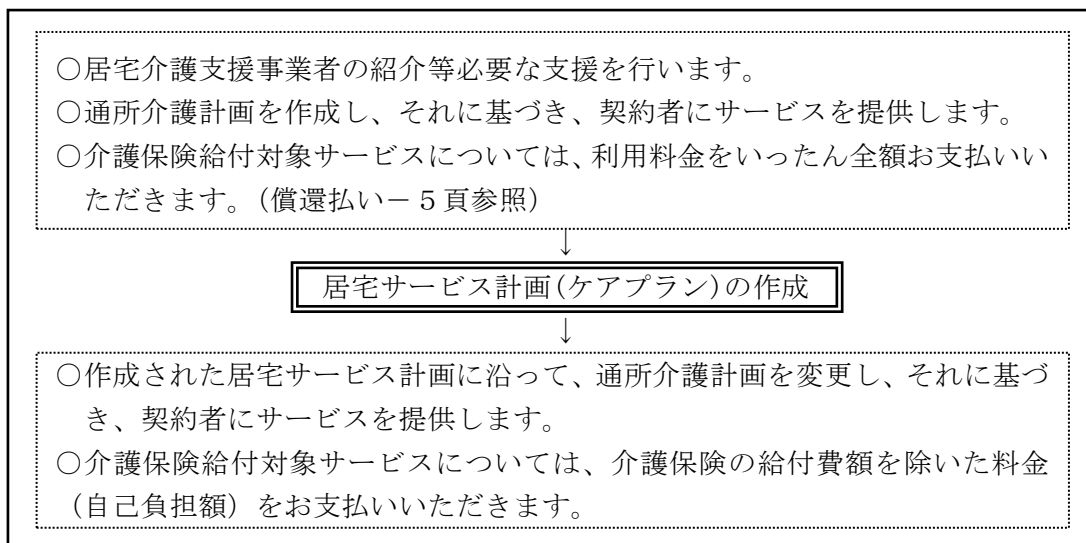 ○居宅介護支援事業者の紹介等必要な支援を行います。
○通所介護計画を作成し、それに基づき、契約者にサービスを提供します。
○介護保険給付対象サービスについては、利用料金をいったん全額お支払いい
ただきます。(償還払い－5頁参照)
↓
居宅サービス計画(ケアプラン)の作成
↓
○作成された居宅サービス計画に沿って、通所介護計画を変更し、それに基づ
き、契約者にサービスを提供します。
○介護保険給付対象サービスについては、介護保険の給付費額を除いた料金
(自己負担額)をお支払いいただきます。